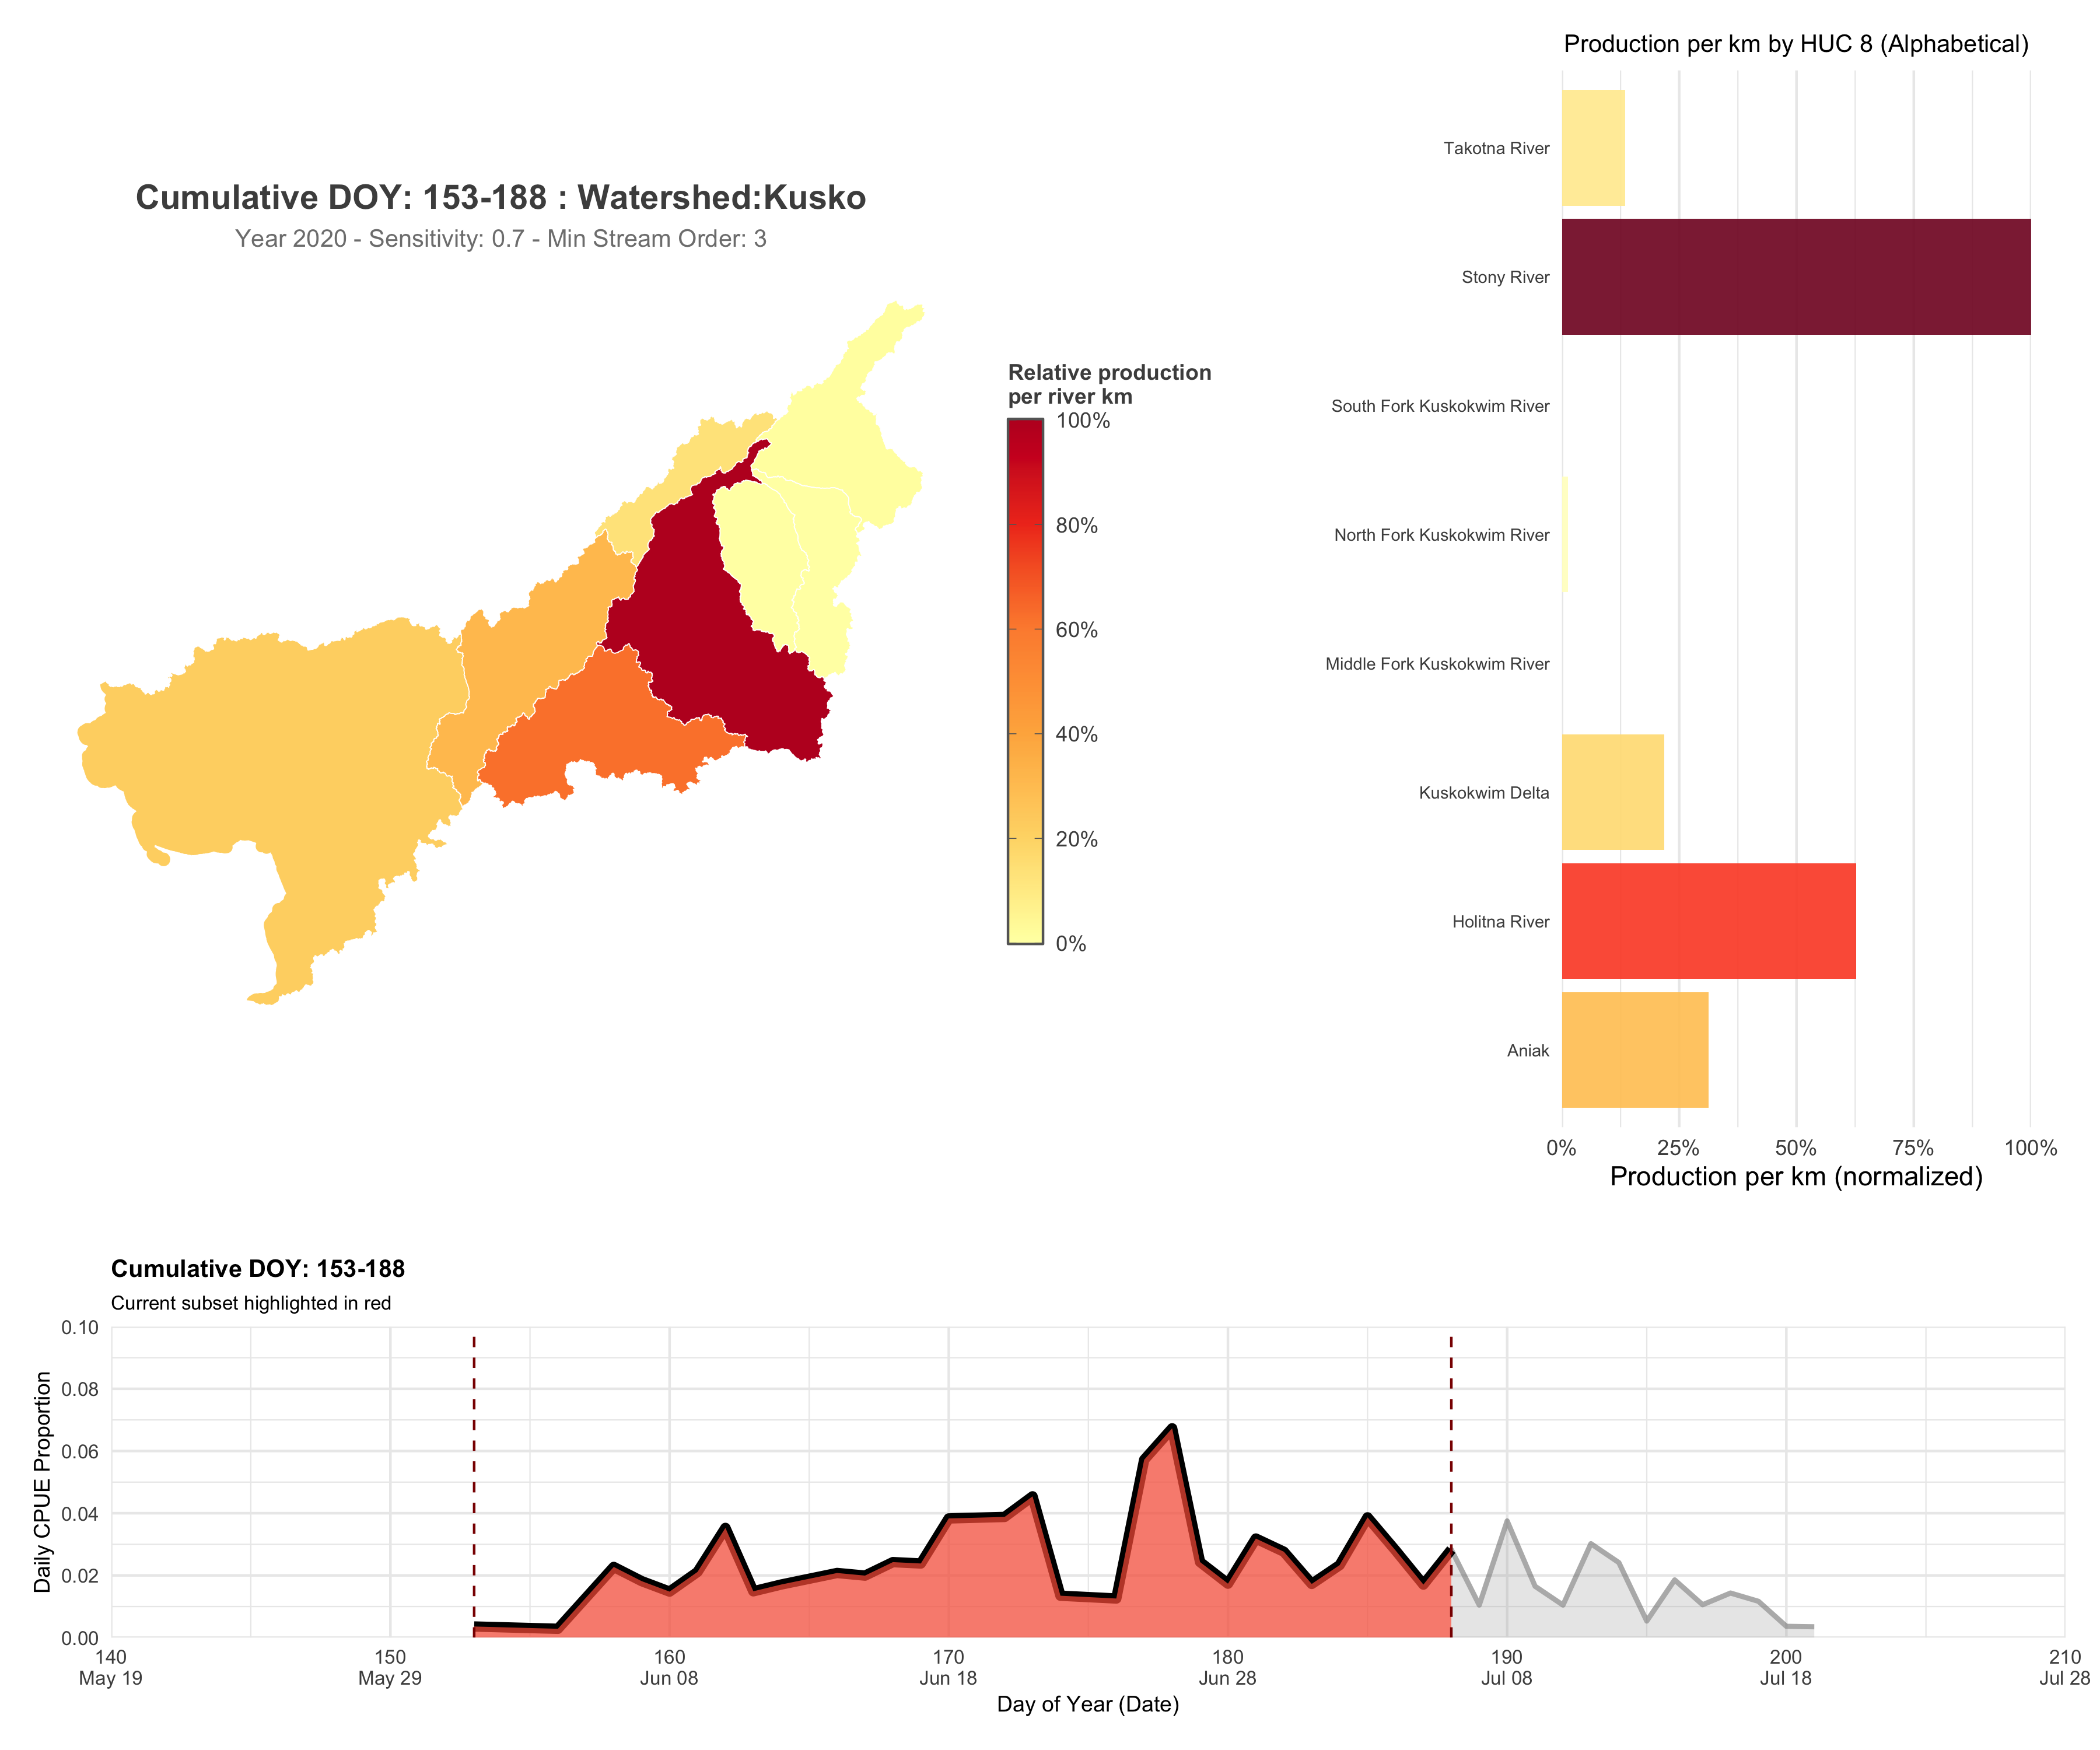 Production per km by HUC 8 (Alphabetical)
Takotna River
Stony River
South Fork Kuskokwim River
North Fork Kuskokwim River
Middle Fork Kuskokwim River
Kuskokwim Delta
Holitna River
Aniak
0% 25% 50% 75% 100%
Production per km (normalized)
Cumulative DOY: 153-188 : Watershed:Kusko
Year 2020 - Sensitivity: 0.7 - Min Stream Order: 3
Relative production
per river km
100%
80%
60%
40%
20%
0%
Cumulative DOY: 153-188
Current subset highlighted in red
Daily CPUE Proportion
0.10
0.08
0.06
0.04
0.02
0.00
140 150 160 170 180 190 200 210
May 19 May 29 Jun 08 Jun 18 Jun 28 Jul 08 Jul 18 Jul 28
Day of Year (Date)